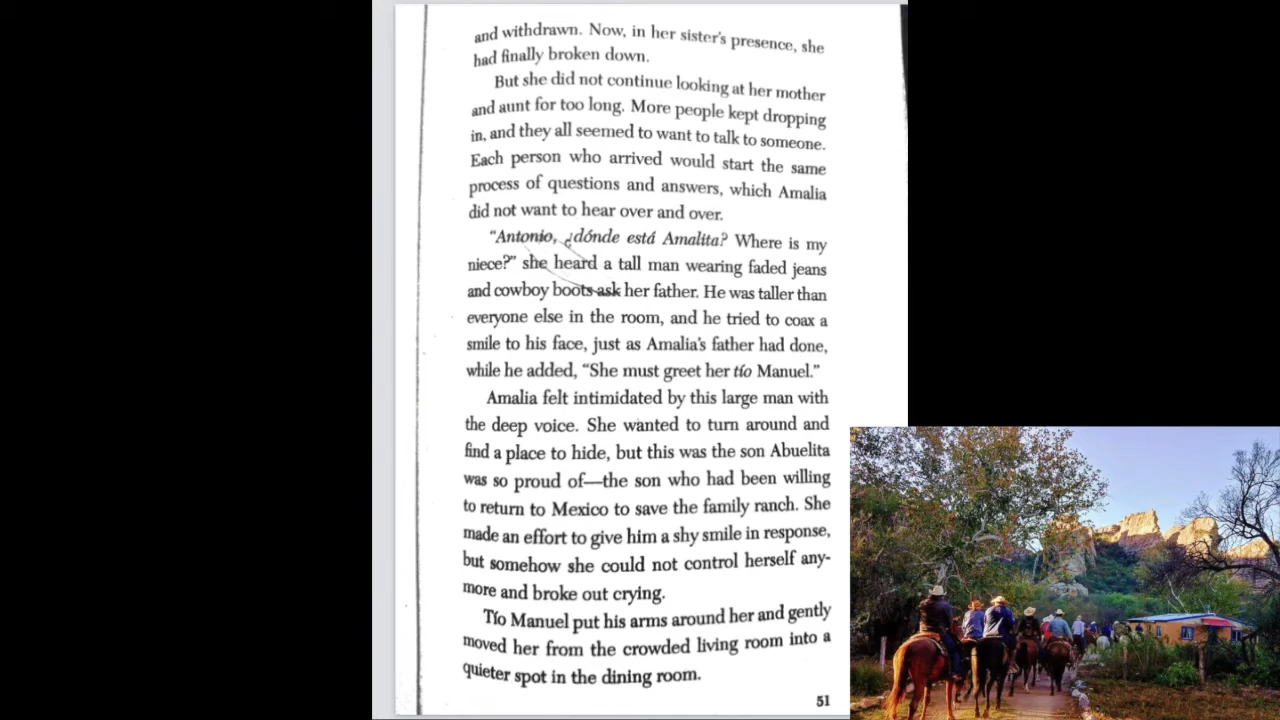 and withdrawn. Now, in her sister's presence, she
had finally broken down.
But she did not continue looking at her mother
and aunt for too long. More people kept dropping
in, and they all seemed to want to talk to someone.
Each person who arrived would start the same
process of questions and answers, which Amalia
did not want to hear over and over.
"Antonio, ¿dónde está Amalita? Where is my
niece?" she heard a tall man wearing faded jeans
and cowboy boots ask her father. He was taller than
everyone else in the room, and he tried to coax a
smile to his face, just as Amalia's father had done,
while he added, "She must greet her tío Manuel."
Amalia felt intimidated by this large man with
the deep voice. She wanted to turn around and
find a place to hide, but this was the son Abuelita
was so proud of—the son who had been willing
to return to Mexico to save the family ranch. She
made an effort to give him a shy smile in response,
but somehow she could not control herself any-
more and broke out crying.
Tío Manuel put his arms around her and gently
moved her from the crowded living room into a
quieter spot in the dining room.
51